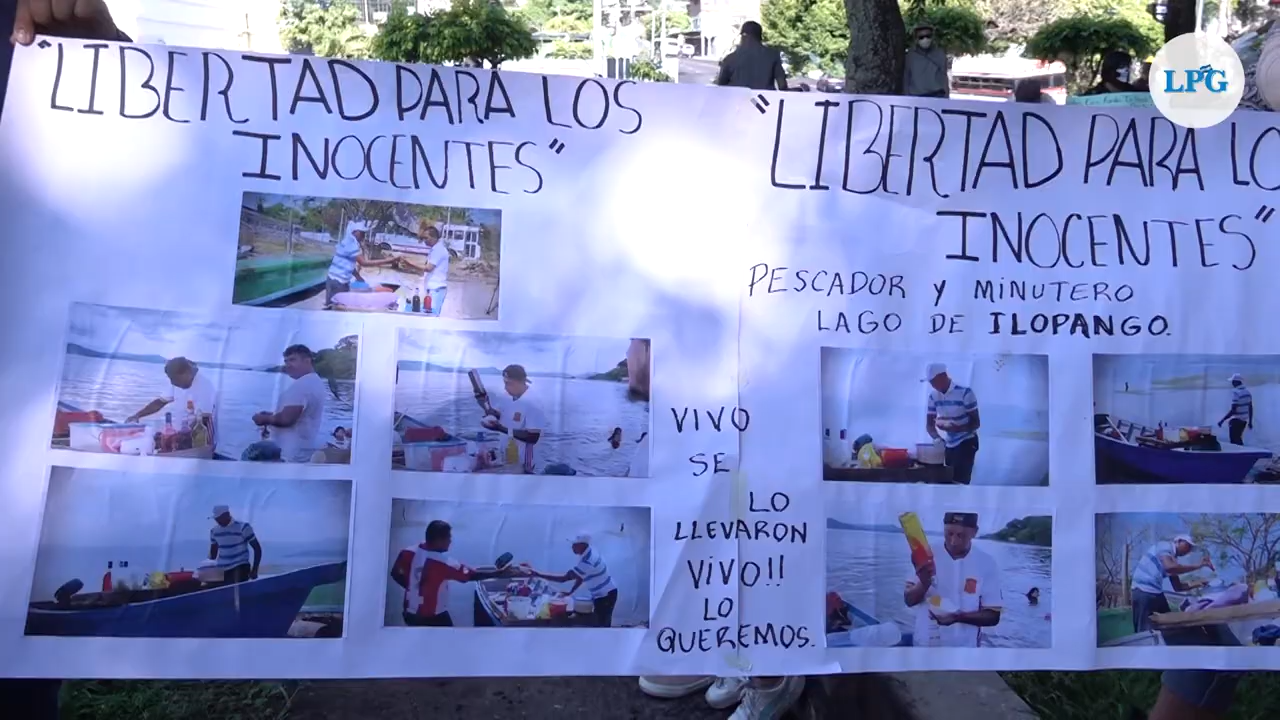 "LIBERTAD PARA LOS
INOCENTES"
VIVO
SE
LO
LLEVARON
VIVO!!
LO
QUEREMOS.
"LIBERTAD PARA LO
INOCENTES"
PESCADOR Y MINUTERO
LAGO DE ILOPANGO.
LPG